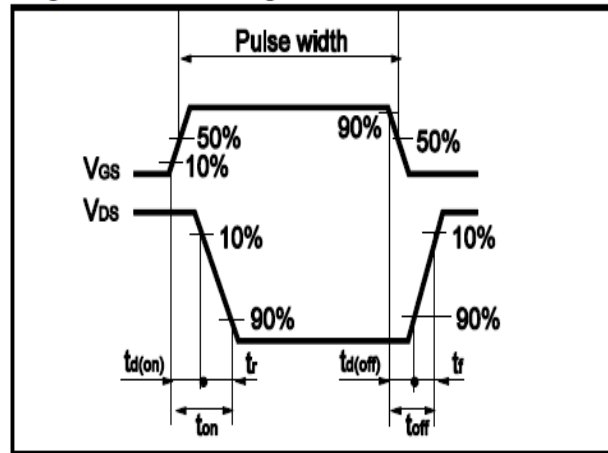 Pulse width
90%
50%
50%
10%
VGS
VDS
10%
10%
90%
90%
td(on)
tr
td(off)
tf
ton
toff